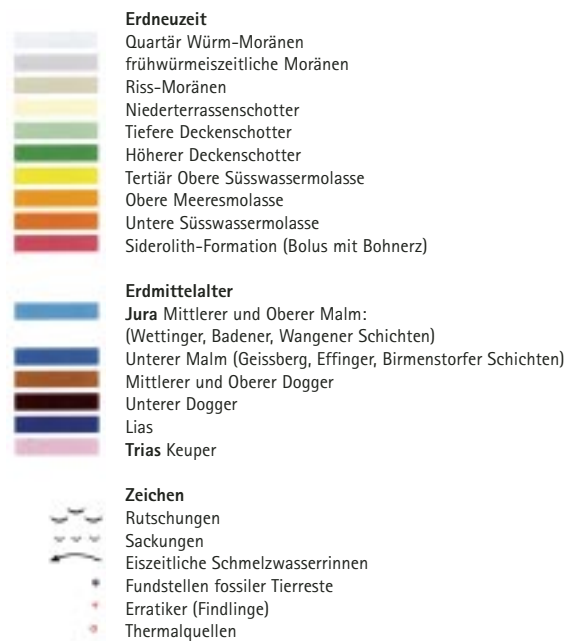 Erdneuzeit
Quartär Würm-Moränen
frühwürmeiszeitliche Moränen
Riss-Moränen
Niederterrassenschotter
Tiefere Deckenschotter
Höherer Deckenschotter
Tertiär Obere Süsswassermolasse
Obere Meeresmolasse
Untere Süsswassermolasse
Siderolith-Formation (Bolus mit Bohnerz)
Erdmittelalter
Jura Mittlerer und Oberer Malm:
(Wettinger, Badener, Wangener Schichten)
Unterer Malm (Geissberg, Effinger, Birmenstorfer Schichten)
Mittlerer und Oberer Dogger
Unterer Dogger
Lias
Trias Keuper
Zeichen
Rutschungen
Sackungen
Eiszeitliche Schmelzwasserrinnen
Fundstellen fossiler Tierreste
Erratiker (Findlinge)
Thermalquellen